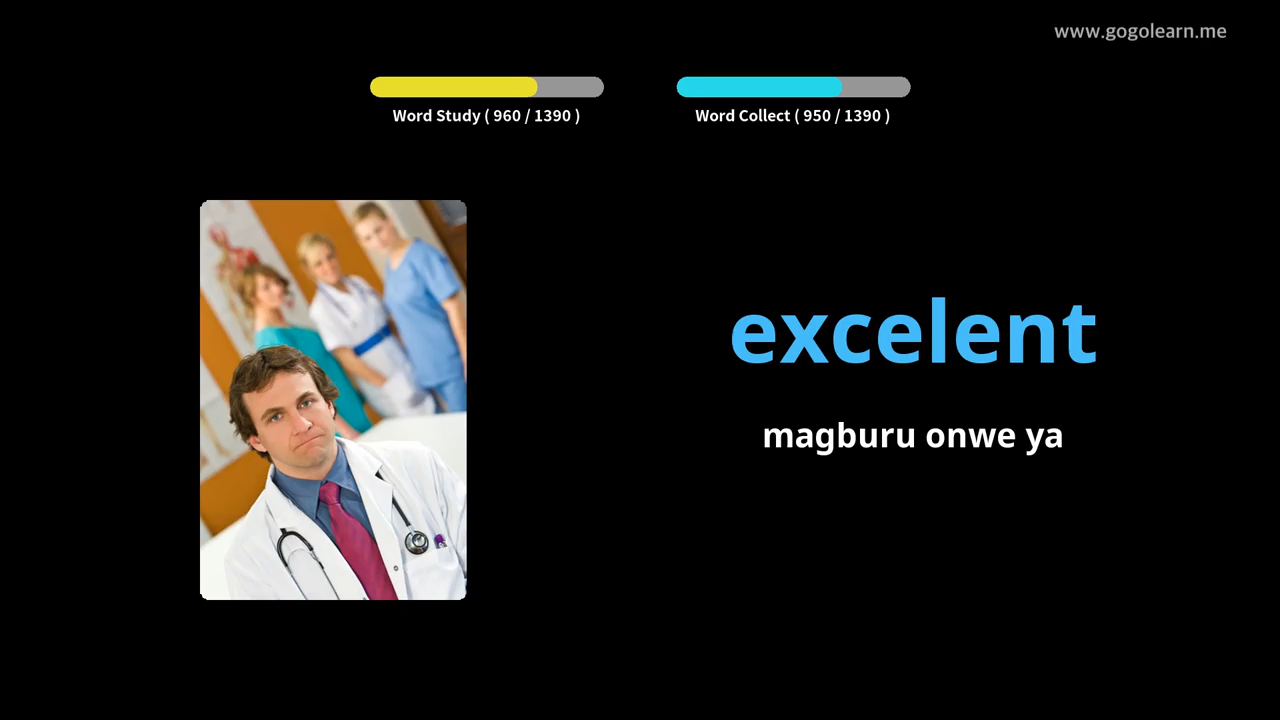 www.gogolearn.me
Word Study ( 960 / 1390 )
Word Collect ( 950 / 1390 )
excelent
magburu onwe ya